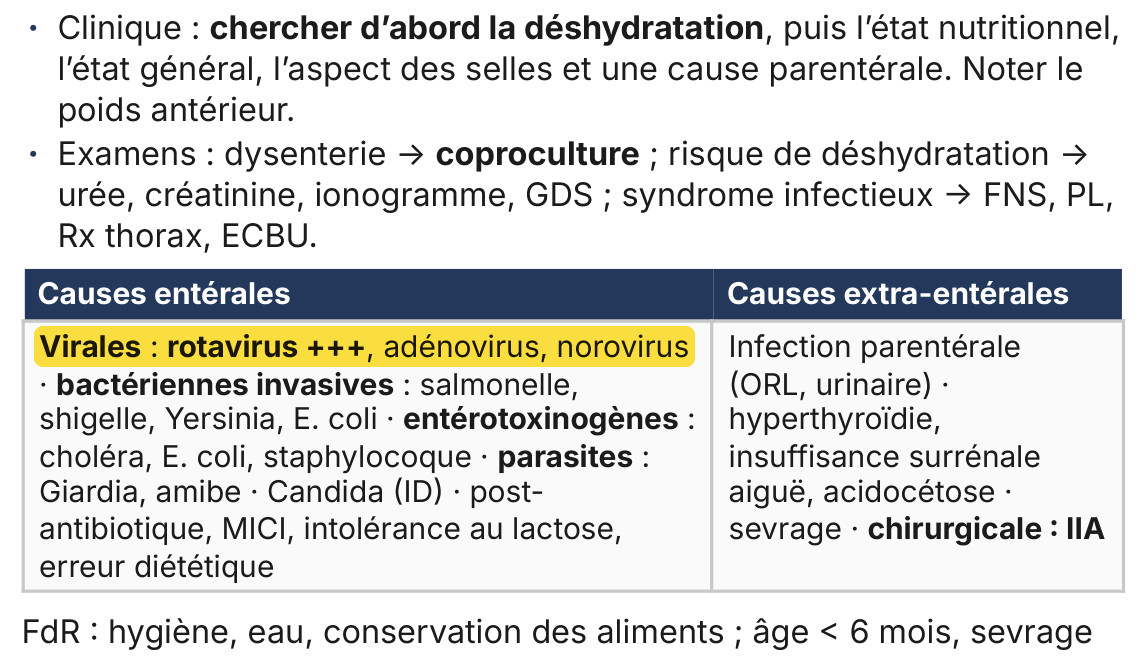 • Clinique : chercher d’abord la déshydratation, puis l’état nutritionnel,
l’état général, l’aspect des selles et une cause parentérale. Noter le
poids antérieur.
• Examens : dysenterie → coproculture ; risque de déshydratation →
urée, créatinine, ionogramme, GDS ; syndrome infectieux → FNS, PL,
Rx thorax, ECBU.
Causes entérales
Virales : rotavirus +++, adénovirus, norovirus
· bactériennes invasives : salmonelle,
shigelle, Yersinia, E. coli · entérotoxinogènes :
choléra, E. coli, staphylocoque · parasites :
Giardia, amibe · Candida (ID) · post-
antibiotique, MICI, intolérance au lactose,
erreur diététique
Causes extra-entérales
Infection parentérale
(ORL, urinaire) ·
hyperthyroïdie,
insuffisance surrénale
aiguë, acidocétose ·
sevrage · chirurgicale : IIA
FdR : hygiène, eau, conservation des aliments ; âge < 6 mois, sevrage